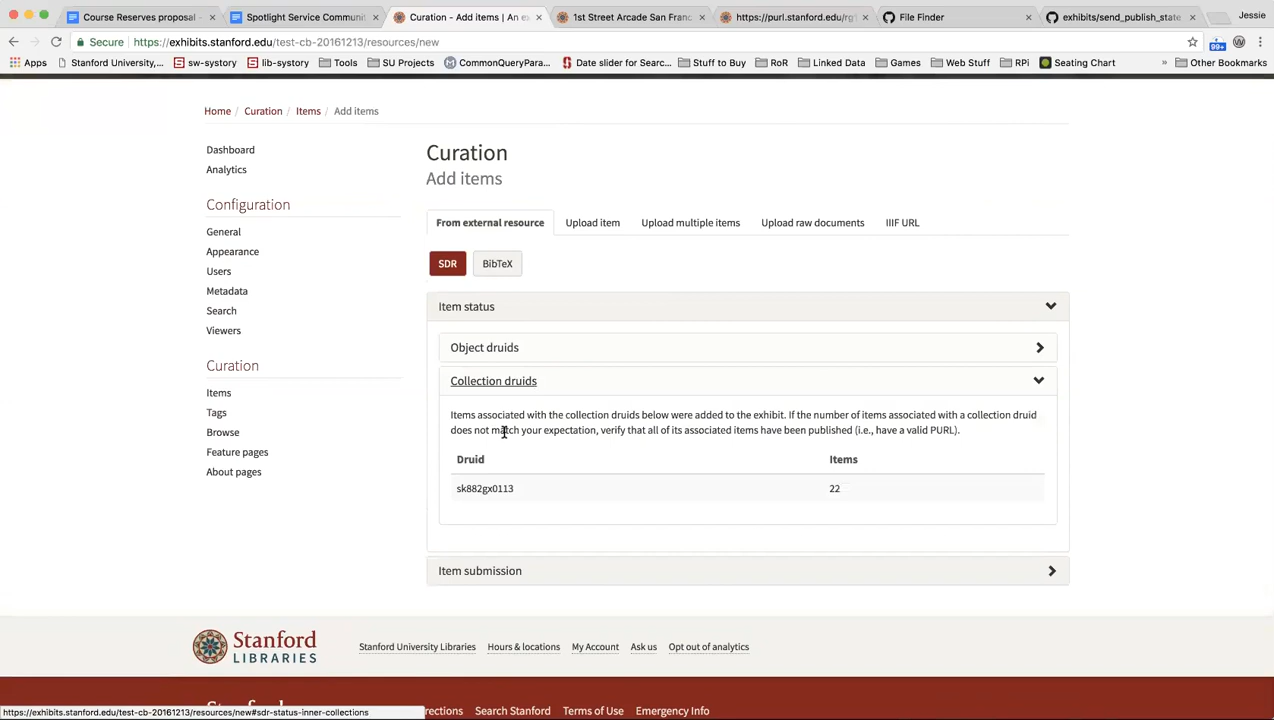 Course Reserves proposal -
Spotlight Service Communi
Curation - Add items | An ex
1st Street Arcade San Franc
https://purl.stanford.edu/rg1
File Finder
exhibits/send_publish_state
Jessie
Secure
https://exhibits.stanford.edu/test-cb-20161213/resources/new
99+
Apps
Stanford University,...
sw-systory
lib-systory
Tools
SU Projects
CommonQueryPara...
Date slider for Searc...
Stuff to Buy
RoR
Linked Data
Games
Web Stuff
RPi
Seating Chart
»
Other Bookmarks
Home / Curation / Items / Add items
Dashboard
Analytics
Configuration
General
Appearance
Users
Metadata
Search
Viewers
Curation
Items
Tags
Browse
Feature pages
About pages
Curation
Add items
From external resource
Upload item
Upload multiple items
Upload raw documents
IIIF URL
SDR
BibTeX
Item status
Object druids
Collection druids
Items associated with the collection druids below were added to the exhibit. If the number of items associated with a collection druid
does not match your expectation, verify that all of its associated items have been published (i.e., have a valid PURL).
Druid Items
sk882gx0113 22
Item submission
Stanford
LIBRARIES
Stanford University Libraries
Hours & locations
My Account
Ask us
Opt out of analytics
https://exhibits.stanford.edu/test-cb-20161213/resources/new#sdr-status-inner-collections
rections
Search Stanford
Terms of Use
Emergency Info